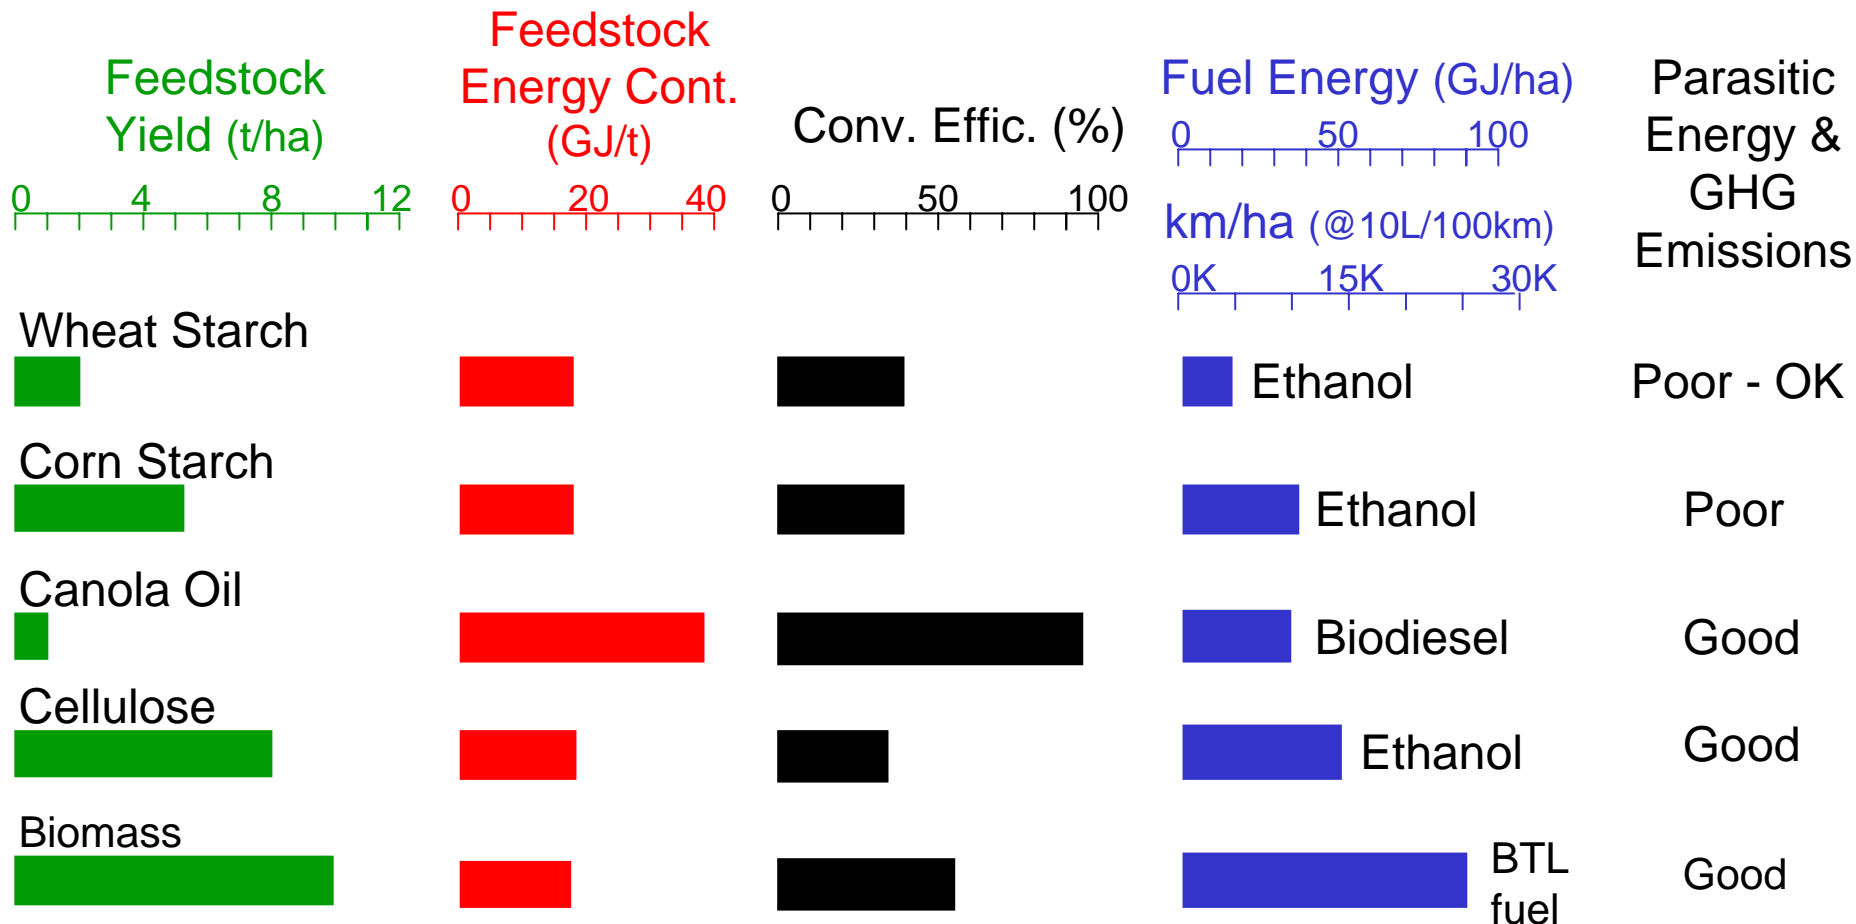 Feedstock
Yield (t/ha)
0 4 8 12
Feedstock
Energy Cont.
(GJ/t)
0 20 40
Conv. Effic. (%)
0 50 100
Fuel Energy (GJ/ha)
0 50 100
km/ha (@10L/100km)
0K 15K 30K
Parasitic
Energy &
GHG
Emissions
Wheat Starch
Ethanol
Poor - OK
Corn Starch
Ethanol
Poor
Canola Oil
Biodiesel
Good
Cellulose
Ethanol
Good
Biomass
BTL
fuel
Good